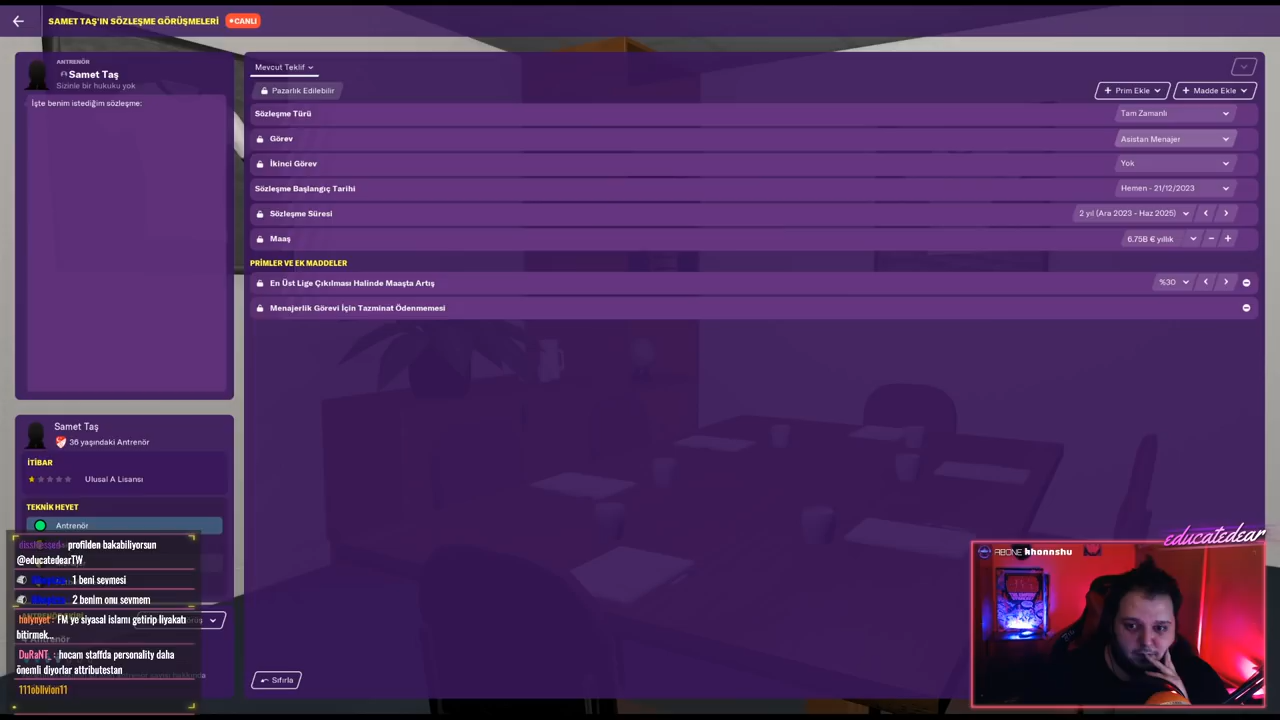 SAMET TAŞ'IN SÖZLEŞME GÖRÜŞMELERİ
CANLI
ANTRENÖR
Samet Taş
Sizinle bir hukuku yok
İşte benim istediğim sözleşme:
Mevcut Teklif
Pazarlık Edilebilir
+ Prim Ekle
+ Madde Ekle
Sözleşme Türü
Tam Zamanlı
Görev
Asistan Menajer
İkinci Görev
Yok
Sözleşme Başlangıç Tarihi
Hemen - 21/12/2023
Sözleşme Süresi
2 yıl (Ara 2023 - Haz 2025)
Maaş
6.75B € yıllık
PRİMLER VE EK MADDELER
En Üst Lige Çıkılması Halinde Maaşta Artış
%30
Menajerlik Görevi İçin Tazminat Ödenmemesi
Sıfırla
Samet Taş
36 yaşındaki Antrenör
İTİBAR
Ulusal A Lisansı
TEKNİK HEYET
Antrenör
profilden bakabiliyorsun
@educatedearTW
1 beni sevmesi
2 benim onu sevmem
holynyet : FM ye siyasal islamı getirip liyakatı
bitirmek...
DuRaNT_ : hocam staffda personality daha
önemli diyorlar attributestan
111oblivion11
educatedear
ABONE khonnshu